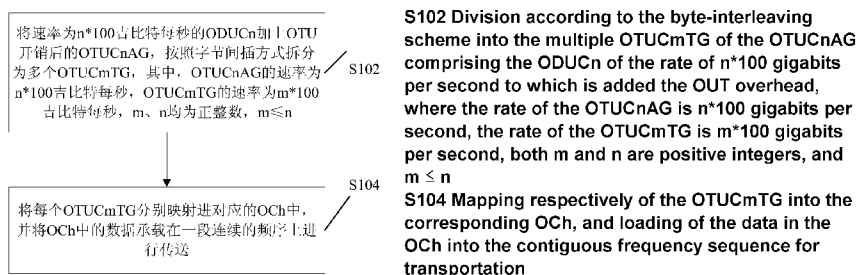 将速率为n*100吉比特每秒的ODUCn加上OTU
开销后的OTUCnAG，按照字节间插方式拆分
为多个OTUCmTG，其中，OTUCnAG的速率为
n*100吉比特每秒，OTUCmTG的速率为m*100
吉比特每秒，m、n均为正整数，m≤n
S102
将每个OTUCmTG分别映射进对应的OCh中，
并将OCh中的数据承载在一段连续的频序上进
行传送
S104
S102 Division according to the byte-interleaving
scheme into the multiple OTUCmTG of the OTUCnAG
comprising the ODUCn of the rate of n*100 gigabits
per second to which is added the OUT overhead,
where the rate of the OTUCnAG is n*100 gigabits per
second, the rate of the OTUCmTG is m*100 gigabits
per second, both m and n are positive integers, and
m ≤ n
S104 Mapping respectively of the OTUCmTG into the
corresponding OCh, and loading of the data in the
OCh into the contiguous frequency sequence for
transportation